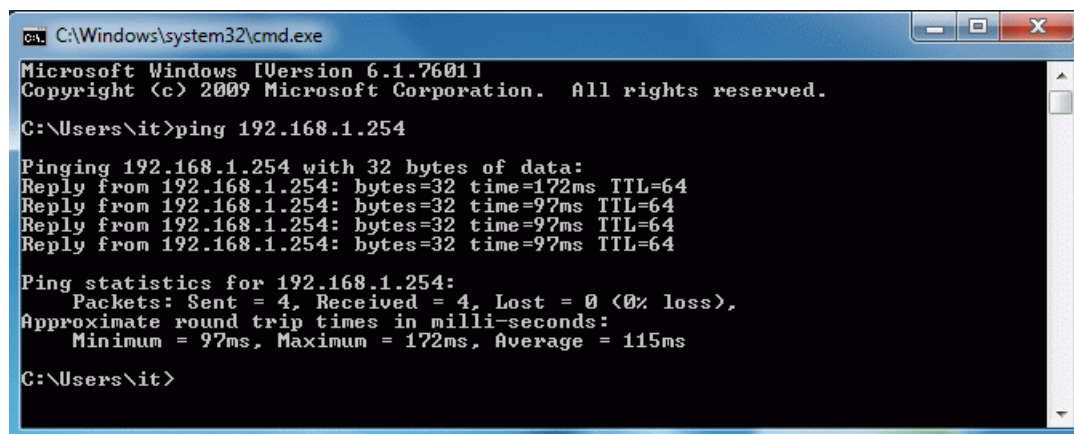 C:\Windows\system32\cmd.exe
Microsoft Windows [Version 6.1.7601]
Copyright (c) 2009 Microsoft Corporation.  All rights reserved.
C:\Users\it>ping 192.168.1.254
Pinging 192.168.1.254 with 32 bytes of data:
Reply from 192.168.1.254: bytes=32 time=172ms TTL=64
Reply from 192.168.1.254: bytes=32 time=97ms TTL=64
Reply from 192.168.1.254: bytes=32 time=97ms TTL=64
Reply from 192.168.1.254: bytes=32 time=97ms TTL=64
Ping statistics for 192.168.1.254:
    Packets: Sent = 4, Received = 4, Lost = 0 (0% loss),
Approximate round trip times in milli-seconds:
    Minimum = 97ms, Maximum = 172ms, Average = 115ms
C:\Users\it>